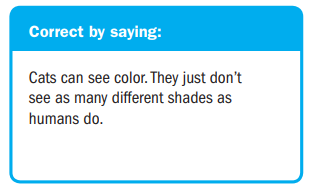 Correct by saying:
Cats can see color. They just don't
see as many different shades as
humans do.